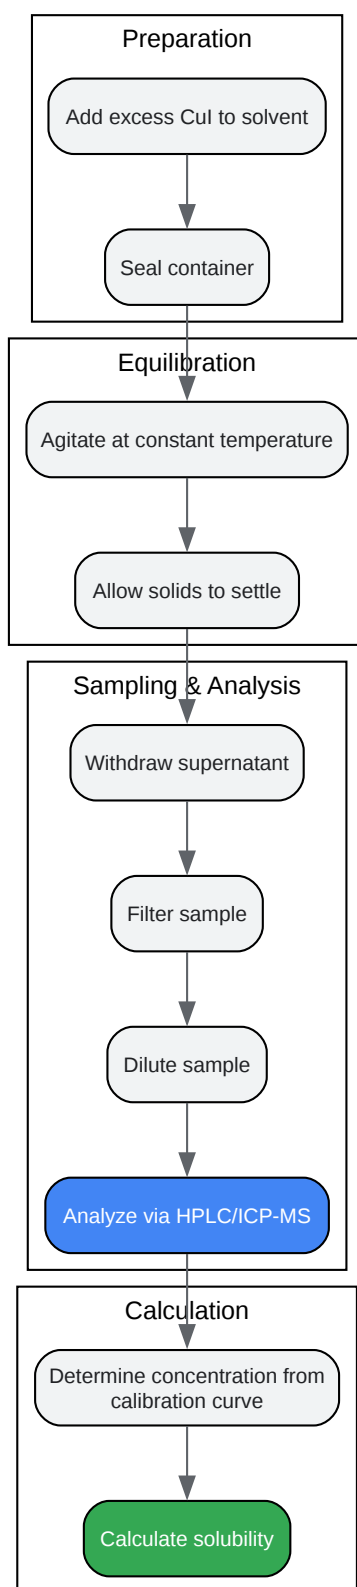 Preparation
Add excess CuI to solvent
Seal container
Equilibration
Agitate at constant temperature
Allow solids to settle
Sampling & Analysis
Withdraw supernatant
Filter sample
Dilute sample
Analyze via HPLC/ICP-MS
Calculation
Determine concentration from
calibration curve
Calculate solubility